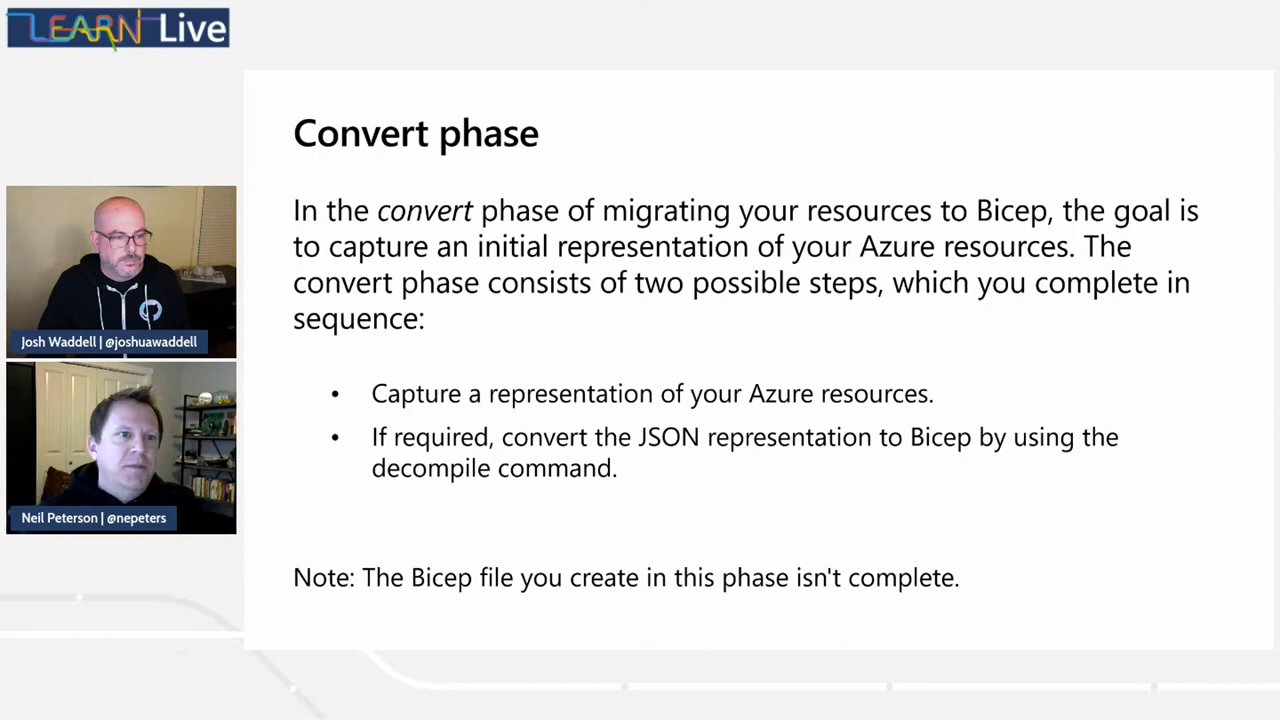 LEARN Live
Convert phase
In the convert phase of migrating your resources to Bicep, the goal is
to capture an initial representation of your Azure resources. The
convert phase consists of two possible steps, which you complete in
sequence:
• Capture a representation of your Azure resources.
• If required, convert the JSON representation to Bicep by using the
decompile command.
Note: The Bicep file you create in this phase isn't complete.
Josh Waddell | @joshuawaddell
Neil Peterson | @nepeters